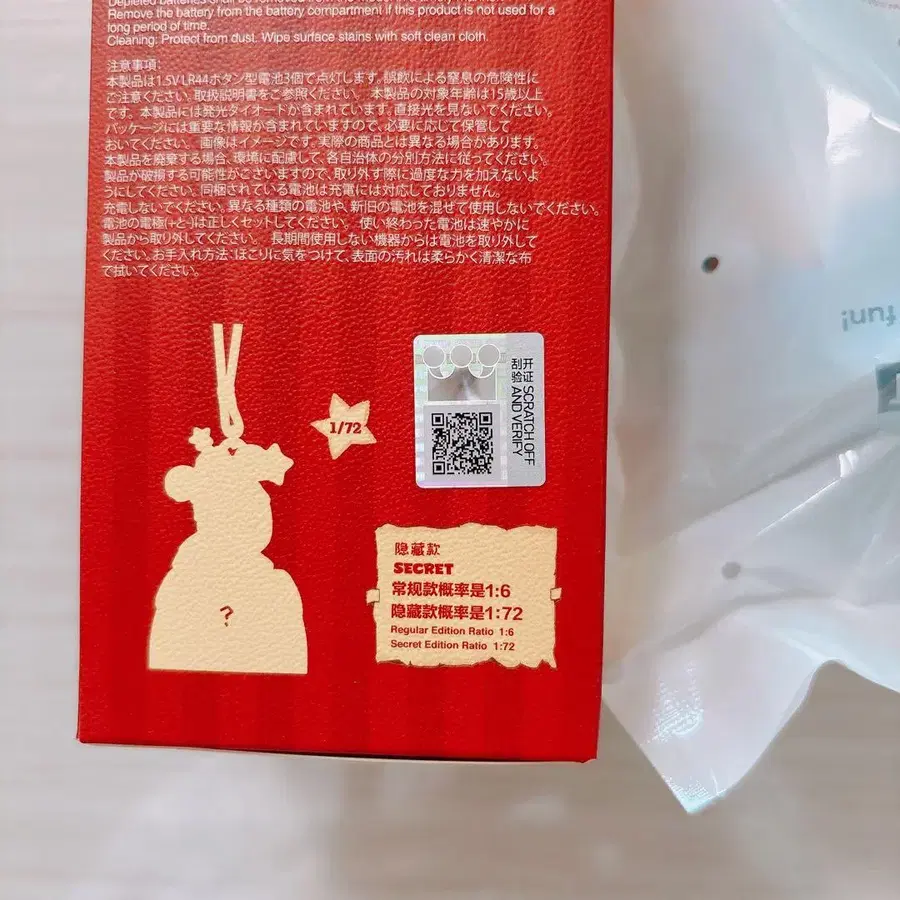 Depleted batteries shall be removed from
Remove the battery from the battery compartment if this product is not used for a
long period of time.
Cleaning: Protect from dust. Wipe surface stains with soft clean cloth.
注意事項:
本製品は1.5V LR44ボタン型電池3個で点灯します。誤飲による窒息の危険性に
ご注意ください。取扱説明書をご参照ください。 本製品の対象年齢は15歳以上
です。本製品には発光ダイオードが含まれています。直接光を見ないでください。
パッケージには重要な情報が含まれていますので、必要に応じて保管して
おいてください。 画像はイメージです。実際の商品とは異なる場合があります。
本製品を廃棄する場合、環境に配慮して、各自治体の分別方法に従ってください。
製品が破損する可能性がございますので、取り外す際に過度な力を加えないよ
うにしてください。同梱されている電池は充電には対応しておりません。
充電しないでください。異なる種類の電池や、新旧の電池を混ぜて使用しないでください。
電池の電極(+と-)は正しくセットしてください。 使い終わった電池は速やかに
製品から取り外してください。 長期間使用しない機器からは電池を取り外してく
ださい。お手入れ方法: ほこりに気をつけて、表面の汚れは柔らかく清潔な布
で拭いてください。
1/72
刮开
验证
SCRATCH OFF
AND VERIFY
?
隐藏款
SECRET
常规款概率是1:6
隐藏款概率是1:72
Regular Edition Ratio 1:6
Secret Edition Ratio 1:72
fun!